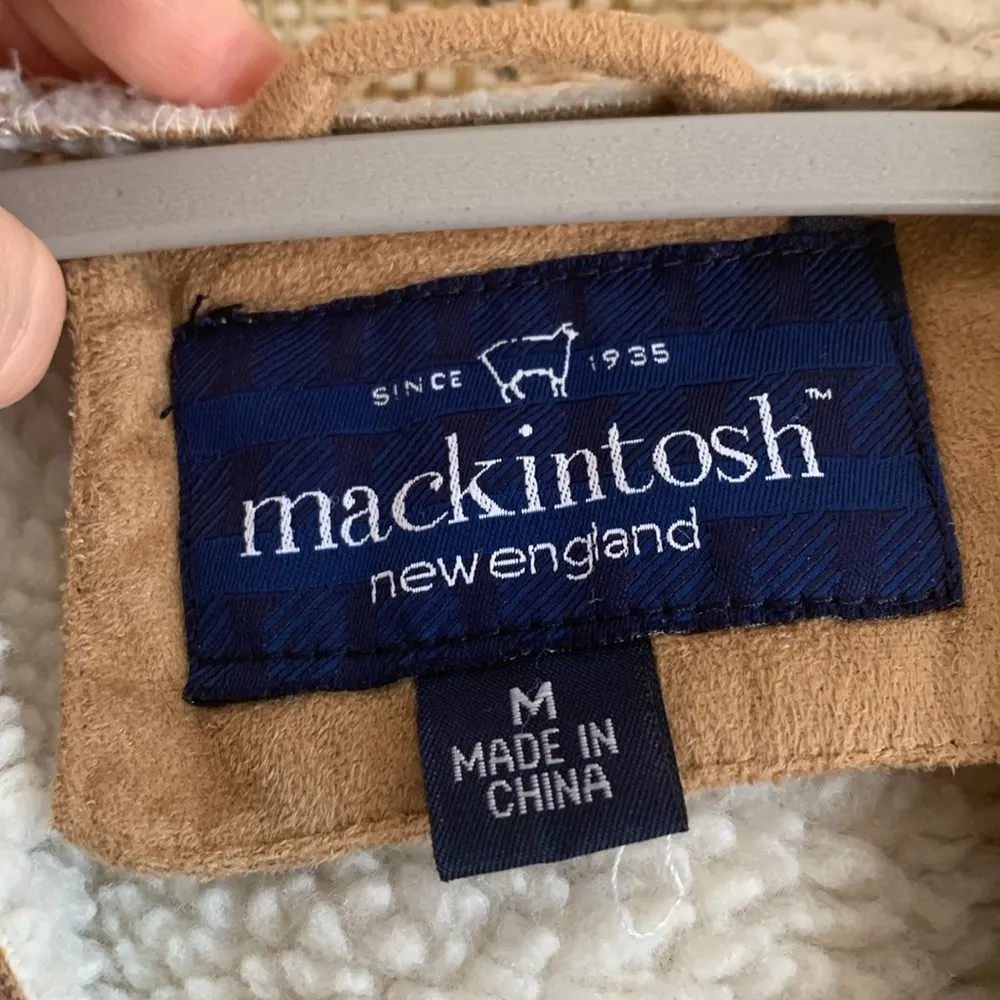 SINCE 1935
mackintosh™
new england
M
MADE IN
CHINA